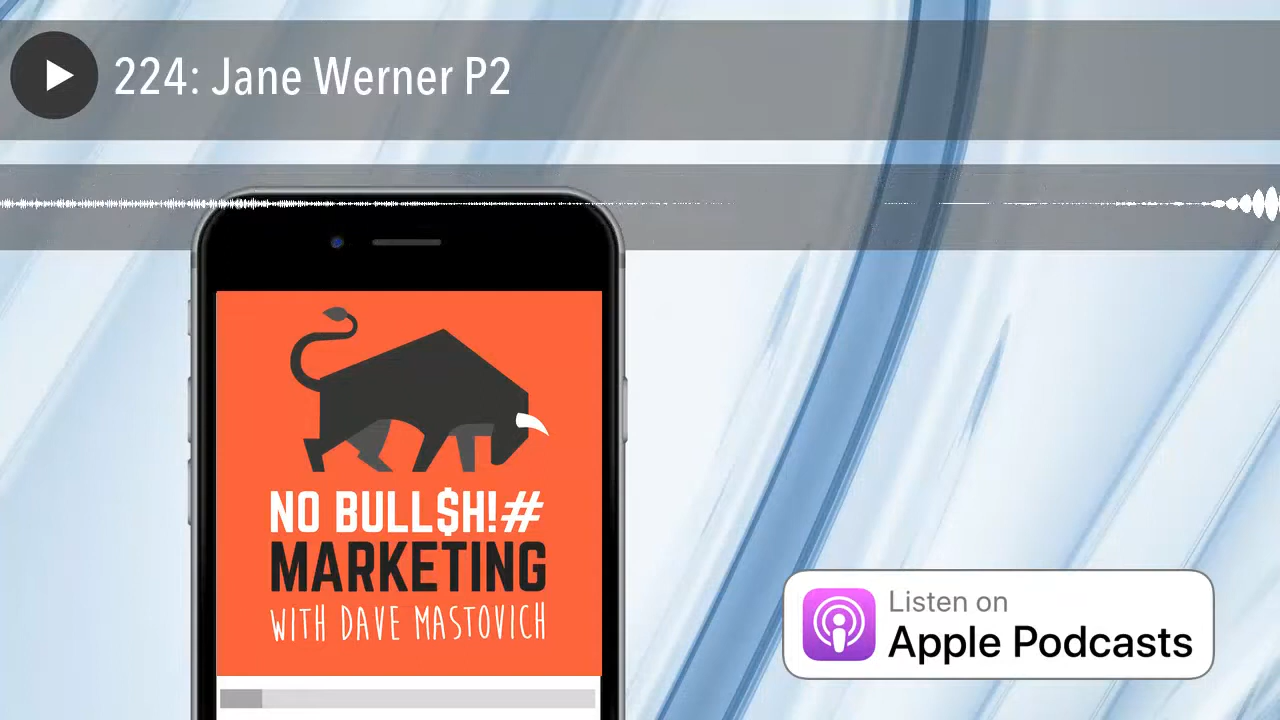 224: Jane Werner P2
NO BULL$H!#
MARKETING
WITH DAVE MASTOVICH
Listen on
Apple Podcasts